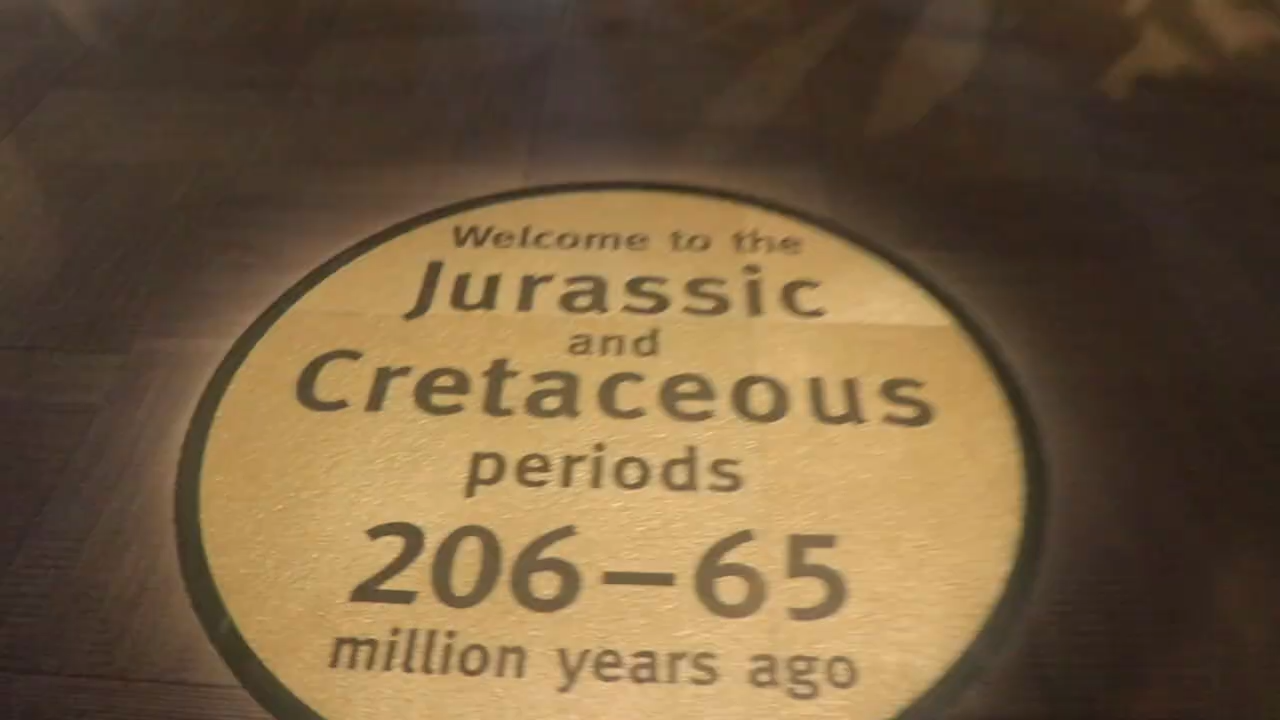 Welcome to the
Jurassic
and
Cretaceous
periods
206–65
million years ago